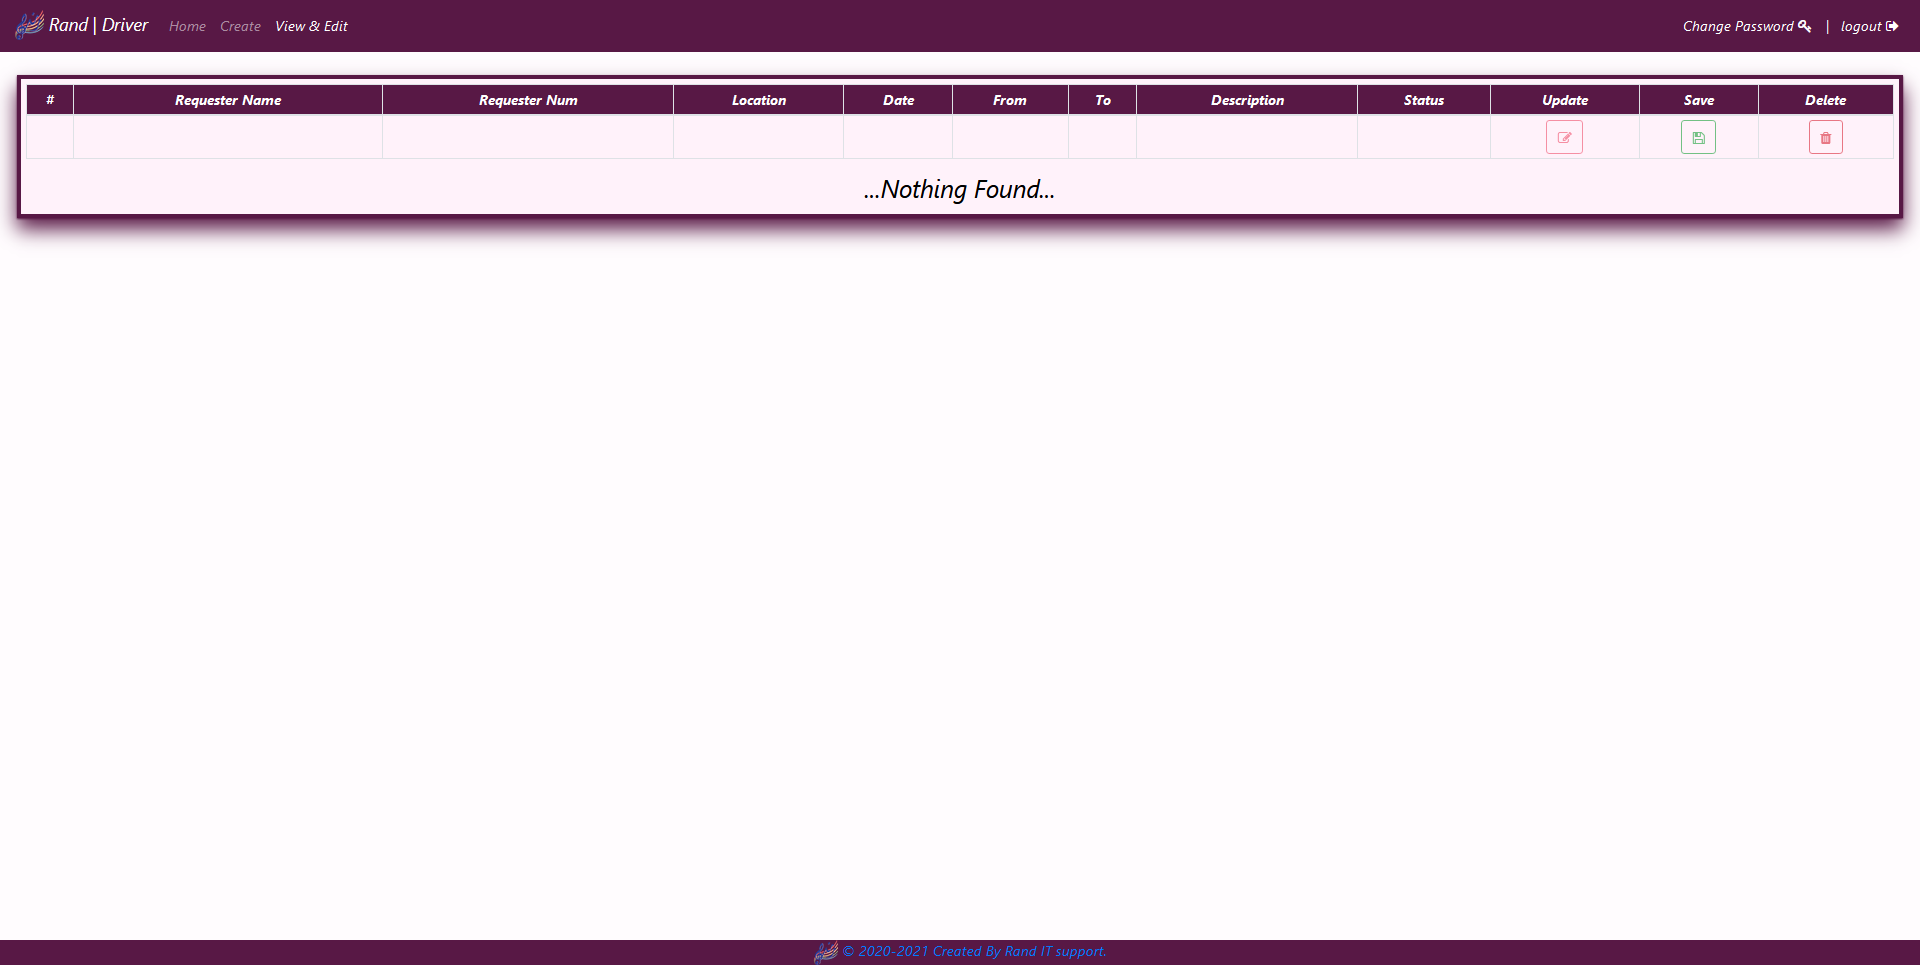 Rand | Driver Home Create View & Edit Change Password | logout
# Requester Name Requester Num Location Date From To Description Status Update Save Delete
...Nothing Found...
© 2020-2021 Created By Rand IT support.